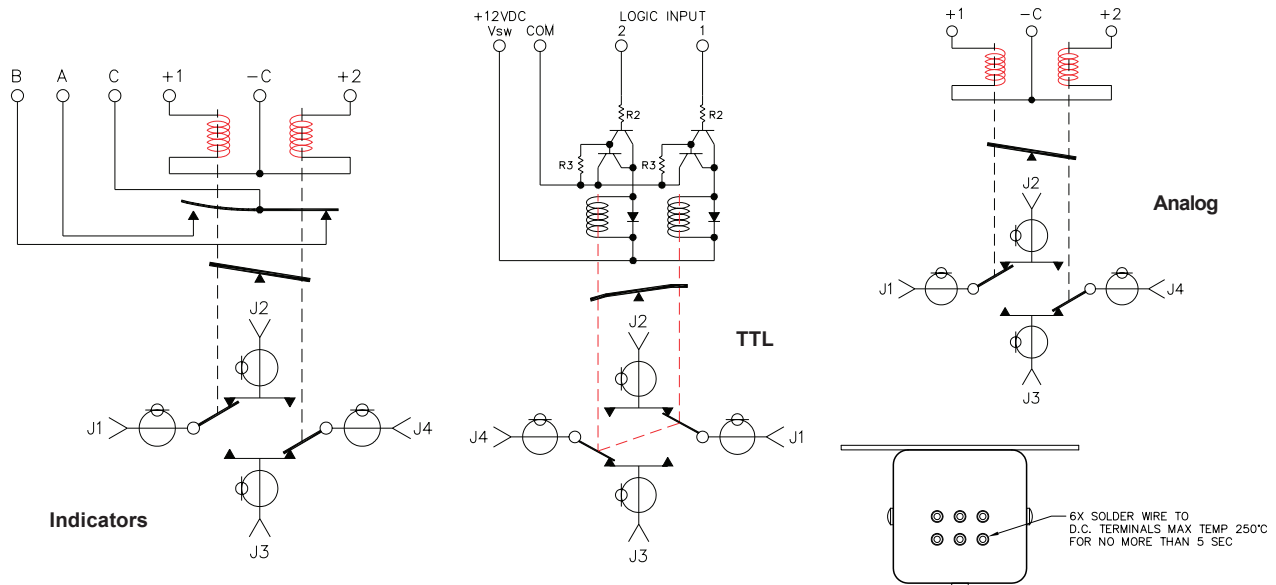 B A C +1 -C +2
J2
J1 J4
J3
Indicators
+12VDC LOGIC INPUT
Vsw COM 2 1
R2 R2
R3 R3
J2
TTL
J4 J1
J3
+1 -C +2
J2
Analog
J1 J4
J3
6X SOLDER WIRE TO
D.C. TERMINALS MAX TEMP 250°C
FOR NO MORE THAN 5 SEC